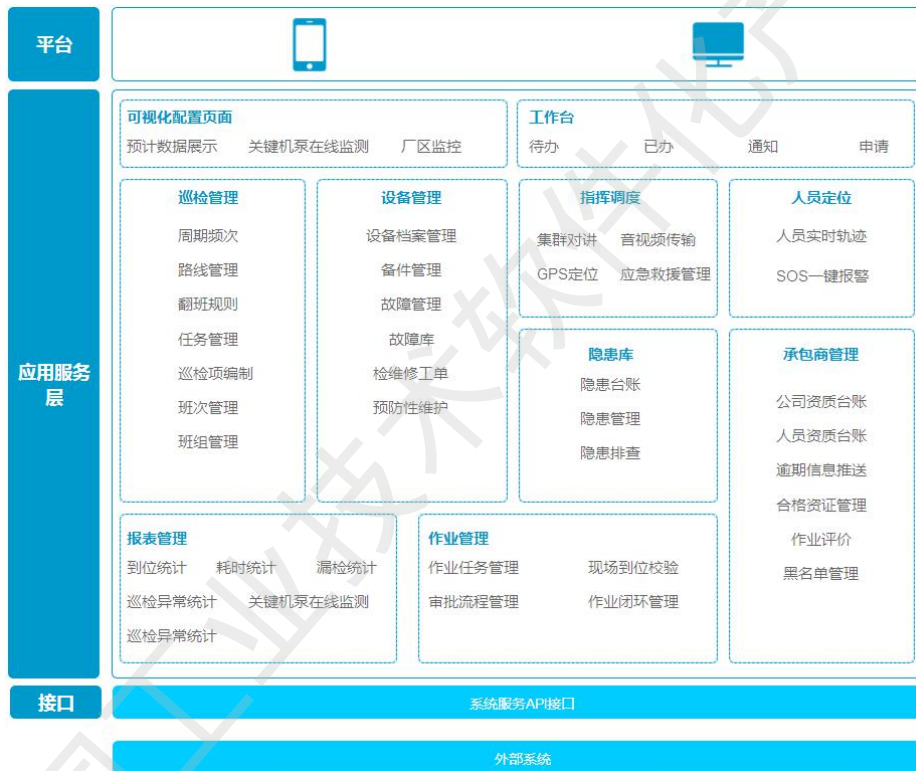 平台
应用服务
层
可视化配置页面
预计数据展示 关键机泵在线监测 厂区监控
工作台
待办 已办 通知 申请
巡检管理
周期频次
路线管理
翻班规则
任务管理
巡检项编制
班次管理
班组管理
设备管理
设备档案管理
备件管理
故障管理
故障库
检维修工单
预防性维护
指挥调度
集群对讲 音视频传输
GPS定位 应急救援管理
人员定位
人员实时轨迹
SOS一键报警
隐患库
隐患台账
隐患管理
隐患排查
承包商管理
公司资质台账
人员资质台账
逾期信息推送
合格资证管理
作业评价
黑名单管理
报表管理
到位统计 耗时统计 漏检统计
巡检异常统计 关键机泵在线监测
巡检异常统计
作业管理
作业任务管理 现场到位校验
审批流程管理 作业闭环管理
接口
系统服务API接口
外部系统
工业技术软件化产